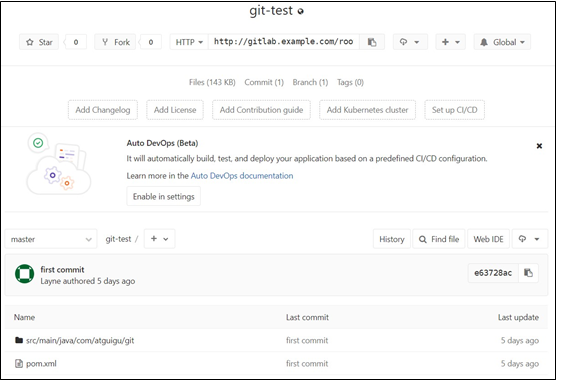 git-test
Star 0 Fork 0 HTTP http://gitlab.example.com/roo Global
Files (143 KB) Commit (1) Branch (1) Tags (0)
Add Changelog Add License Add Contribution guide Add Kubernetes cluster Set up CI/CD
Auto DevOps (Beta)
It will automatically build, test, and deploy your application based on a predefined CI/CD configuration.
Learn more in the Auto DevOps documentation
Enable in settings
master git-test / + History Find file Web IDE
first commit e63728ac
Layne authored 5 days ago
Name Last commit Last update
src/main/java/com/atguigu/git first commit 5 days ago
pom.xml first commit 5 days ago